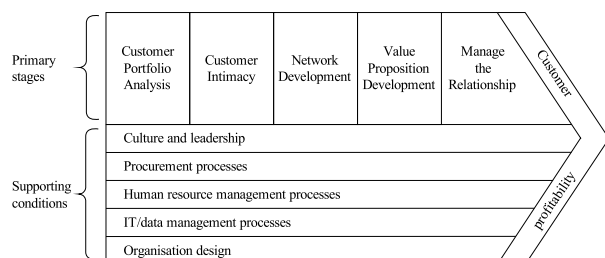 Primary
stages
Customer
Portfolio
Analysis
Customer
Intimacy
Network
Development
Value
Proposition
Development
Manage
the
Relationship
Customer
profitability
Supporting
conditions
Culture and leadership
Procurement processes
Human resource management processes
IT/data management processes
Organisation design